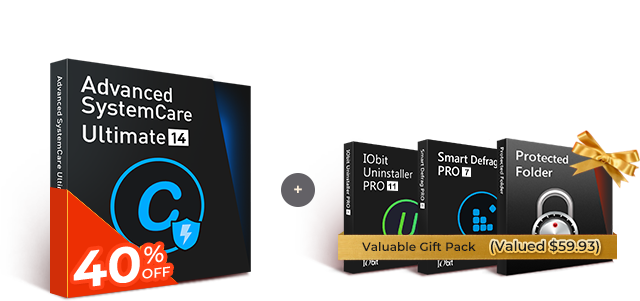 Advanced SystemCare Ultimate
Advanced
SystemCare
Ultimate 14
C
40%
OFF
+
IObit Uninstaller PRO
IObit
Uninstaller
PRO 11
Smart Defrag PRO 7
Smart Defrag
PRO 7
Protected Folder
Protected
Folder
Valuable Gift Pack (Valued $59.93)
IObit
IObit